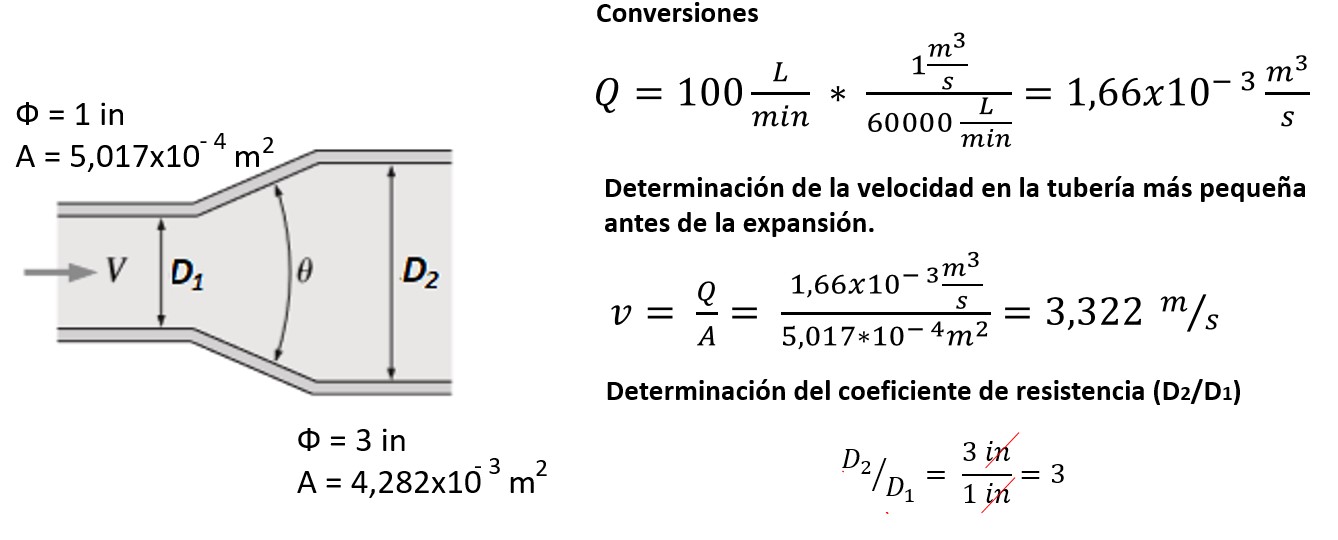 Φ = 1 in
A = 5,017x10⁻⁴ m²
V
D₁
θ
D₂
Φ = 3 in
A = 4,282x10⁻³ m²
Conversiones
Q = 100 L/min * (1 m³/s)/(60000 L/min) = 1,66x10⁻³ m³/s
Determinación de la velocidad en la tubería más pequeña
antes de la expansión.
v = Q/A = (1,66x10⁻³ m³/s)/(5,017*10⁻⁴m²) = 3,322 m/s
Determinación del coeficiente de resistencia (D2/D1)
D₂/D₁ = (3 in)/(1 in) = 3